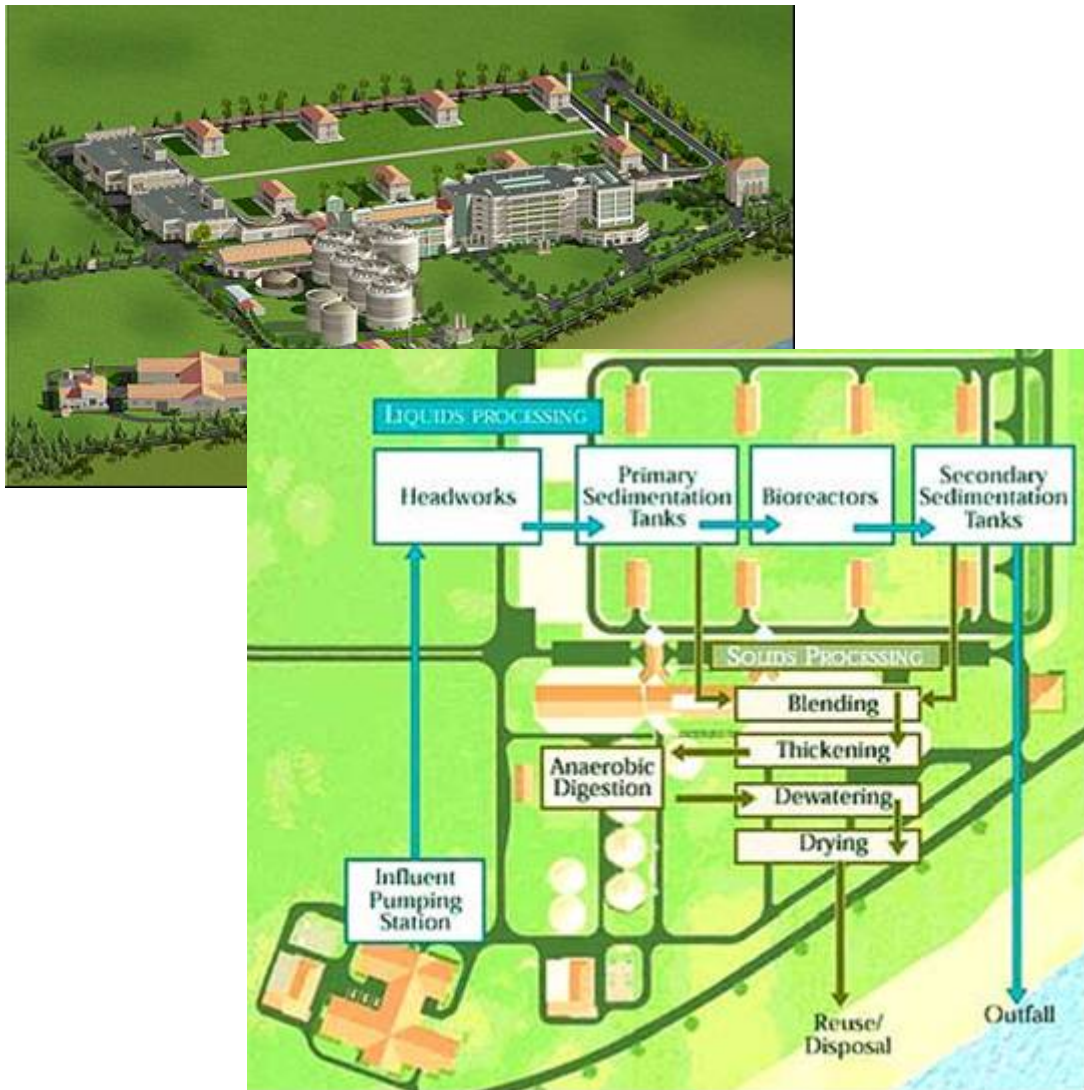 LIQUIDS PROCESSING
Headworks
Primary
Sedimentation
Tanks
Bioreactors
Secondary
Sedimentation
Tanks
SOLIDS PROCESSING
Blending
Thickening
Anaerobic
Digestion
Dewatering
Drying
Influent
Pumping
Station
Reuse/
Disposal
Outfall